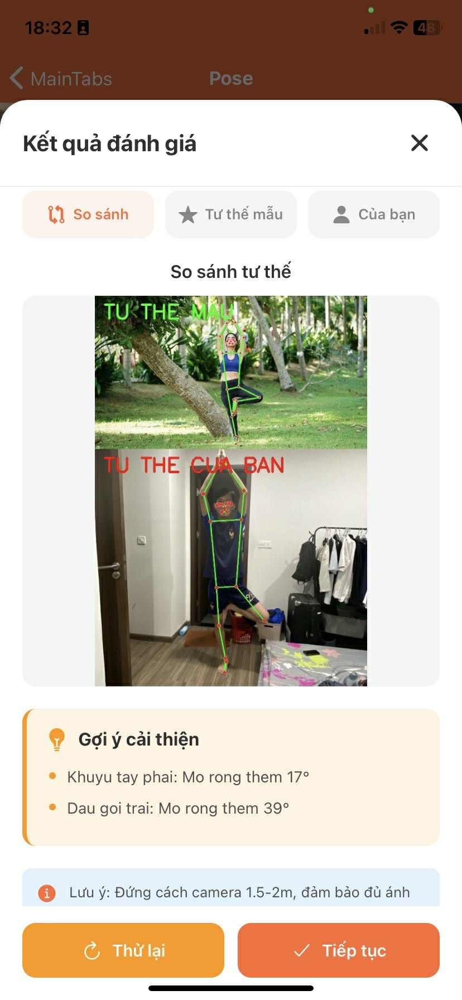 18:32
48
MainTabs
Pose
Kết quả đánh giá
So sánh
Tư thế mẫu
Của bạn
So sánh tư thế
TU THE MAU
TU THE CUA BAN
Gợi ý cải thiện
Khuyu tay phai: Mo rong them 17°
Dau goi trai: Mo rong them 39°
Lưu ý: Đứng cách camera 1.5-2m, đảm bảo đủ ánh
Thử lại
Tiếp tục